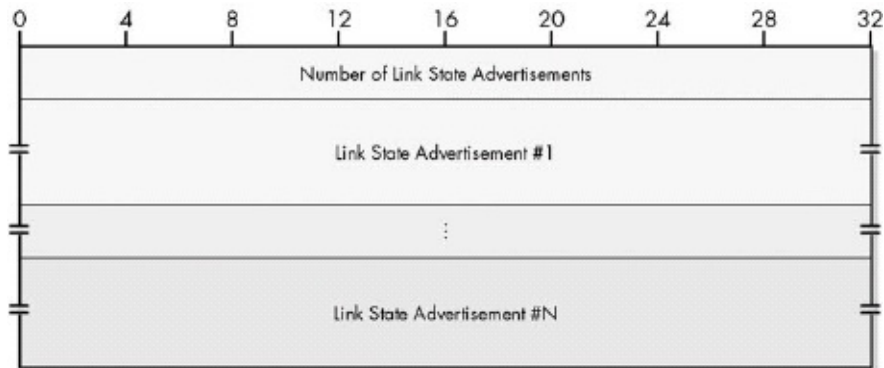 0 4 8 12 16 20 24 28 32
Number of Link State Advertisements
Link State Advertisement #1
⋮
Link State Advertisement #N